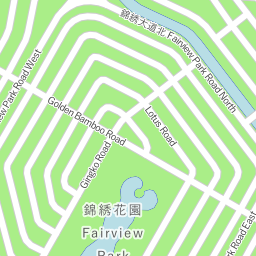 錦綉大道北 Fairview Park Road North
Fairview Park Road West
Golden Bamboo Road
Lotus Road
Gingko Road
錦綉花園
Fairview
Park
Park Road East